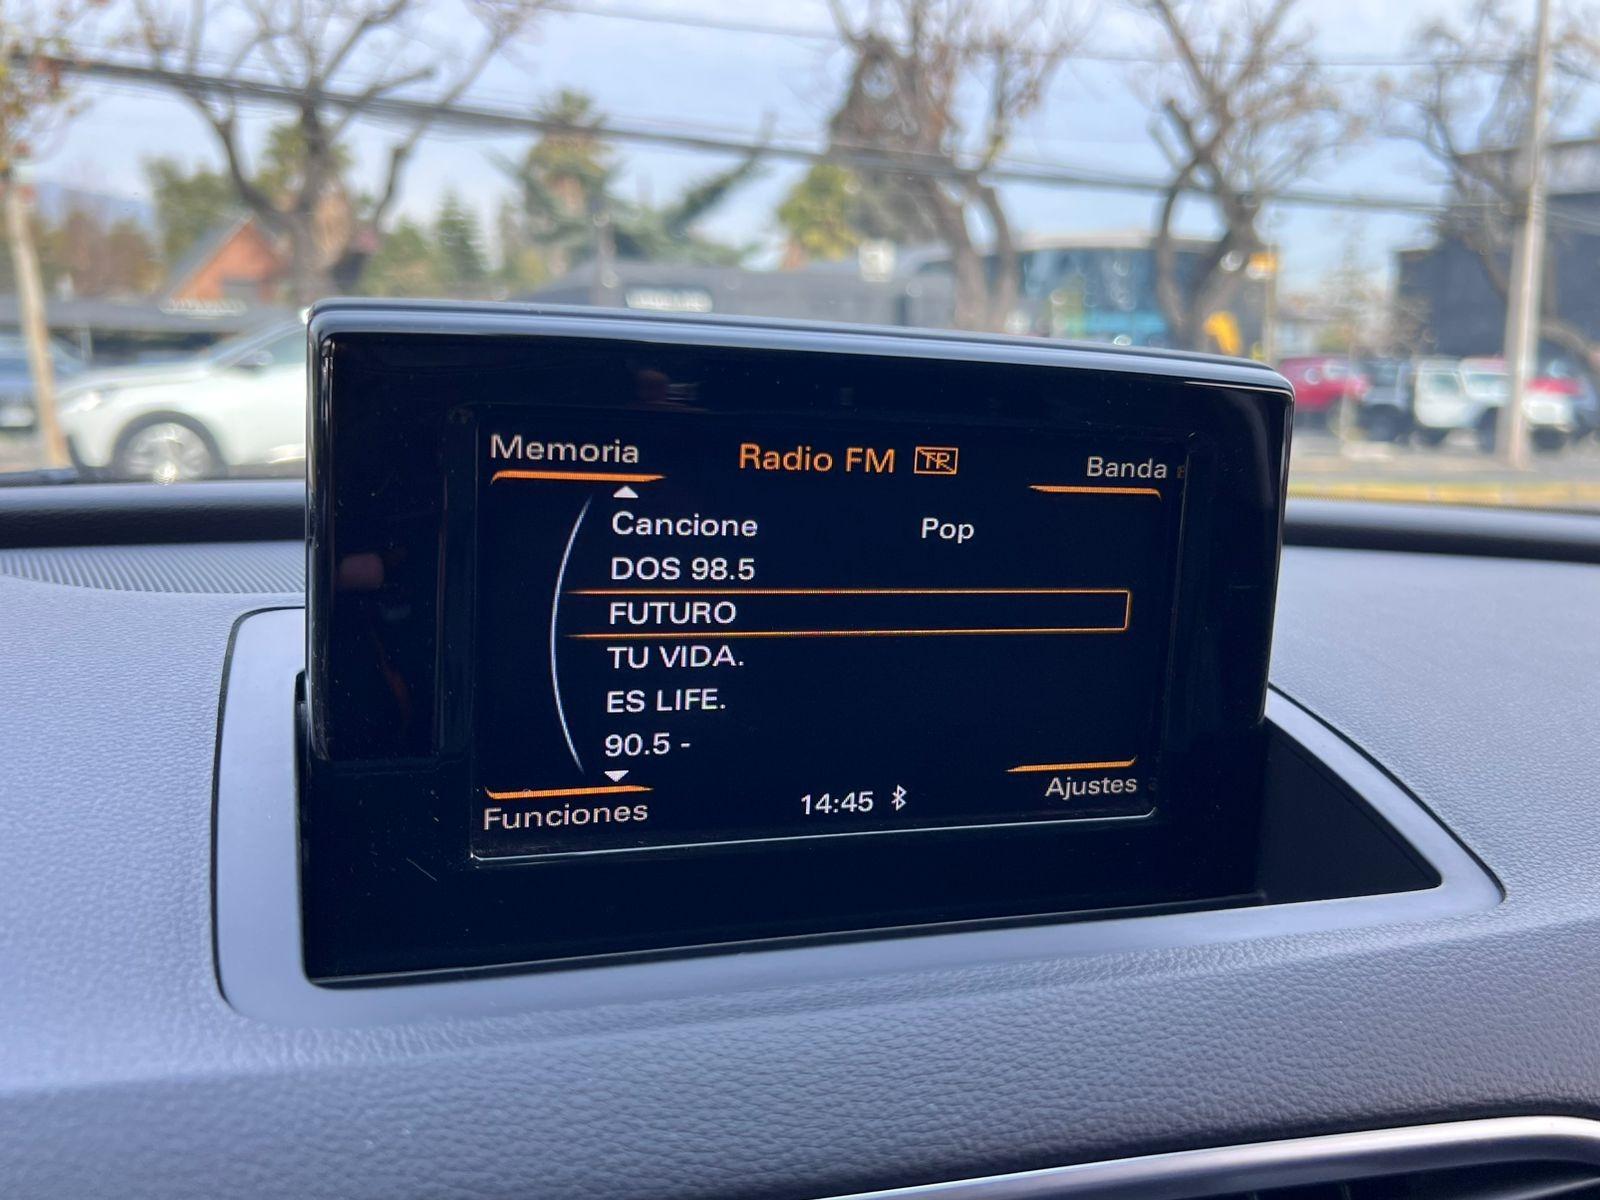 Memoria
Radio FM TP
Banda
Cancione Pop
DOS 98.5
FUTURO
TU VIDA.
ES LIFE.
90.5 -
Funciones
14:45
Ajustes